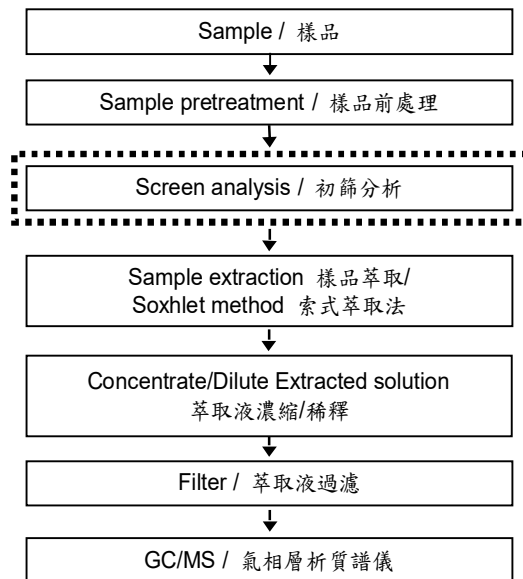 Sample / 樣品
Sample pretreatment / 樣品前處理
Screen analysis / 初篩分析
Sample extraction 樣品萃取/
Soxhlet method 索式萃取法
Concentrate/Dilute Extracted solution
萃取液濃縮/稀釋
Filter / 萃取液過濾
GC/MS / 氣相層析質譜儀